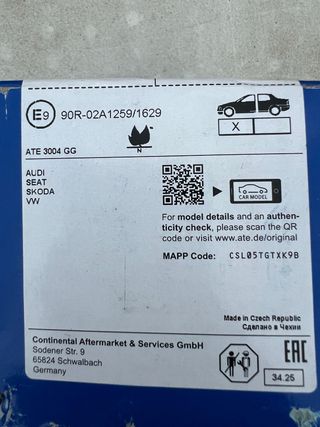 E9 90R-02A1259/1629
X
N
ATE 3004 GG
AUDI
SEAT
SKODA
VW
CAR MODEL
For model details and an authen-
ticity check, please scan the QR
code or visit www.ate.de/original
MAPP Code: CSL05TGTXK9B
Made in Czech Republic
Сделано в Чехии
Continental Aftermarket & Services GmbH
Sodener Str. 9
65824 Schwalbach
Germany
EAC
34.25